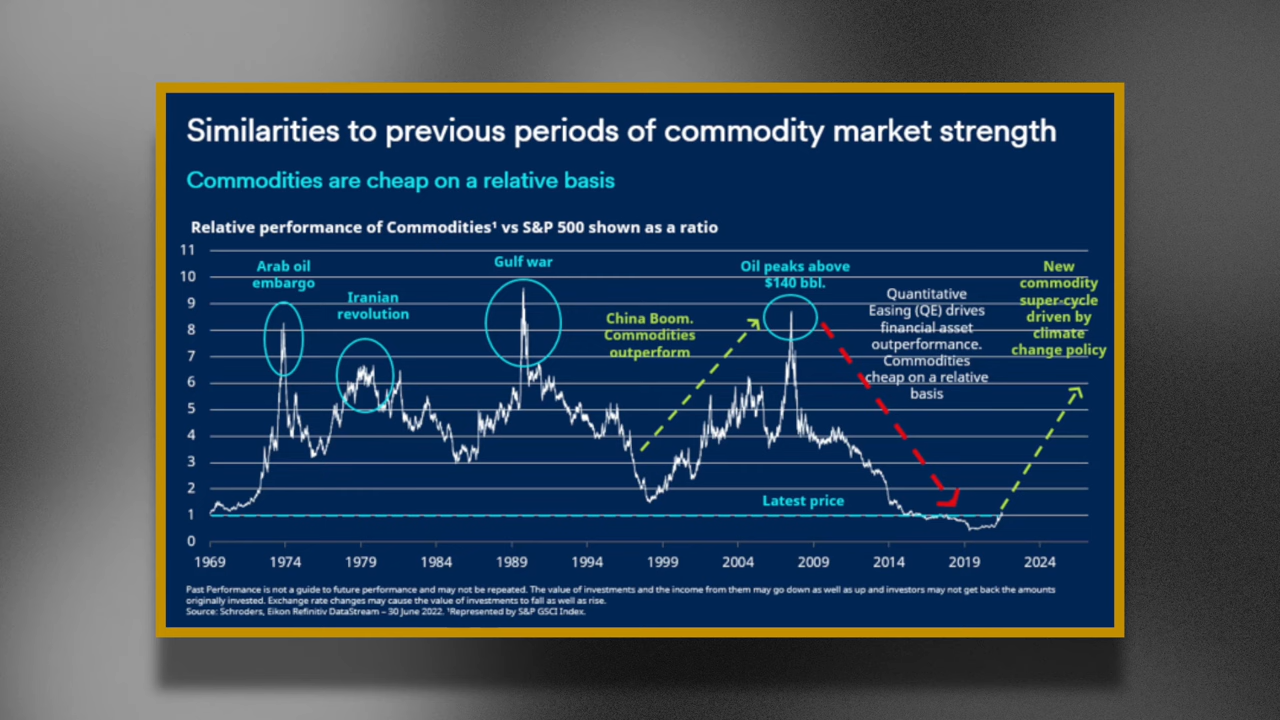 Similarities to previous periods of commodity market strength
Commodities are cheap on a relative basis
Relative performance of Commodities¹ vs S&P 500 shown as a ratio
11
10
9
8
7
6
5
4
3
2
1
0
Arab oil
embargo
Iranian
revolution
Gulf war
China Boom.
Commodities
outperform
Oil peaks above
$140 bbl.
Quantitative
Easing (QE) drives
financial asset
outperformance.
Commodities
cheap on a relative
basis
New
commodity
super-cycle
driven by
climate
change policy
Latest price
1969 1974 1979 1984 1989 1994 1999 2004 2009 2014 2019 2024
Past Performance is not a guide to future performance and may not be repeated. The value of investments and the income from them may go down as well as up and investors may not get back the amounts
originally invested. Exchange rate changes may cause the value of investments to fall as well as rise.
Source: Schroders, Eikon Refinitiv DataStream – 30 June 2022. ¹Represented by S&P GSCI Index.